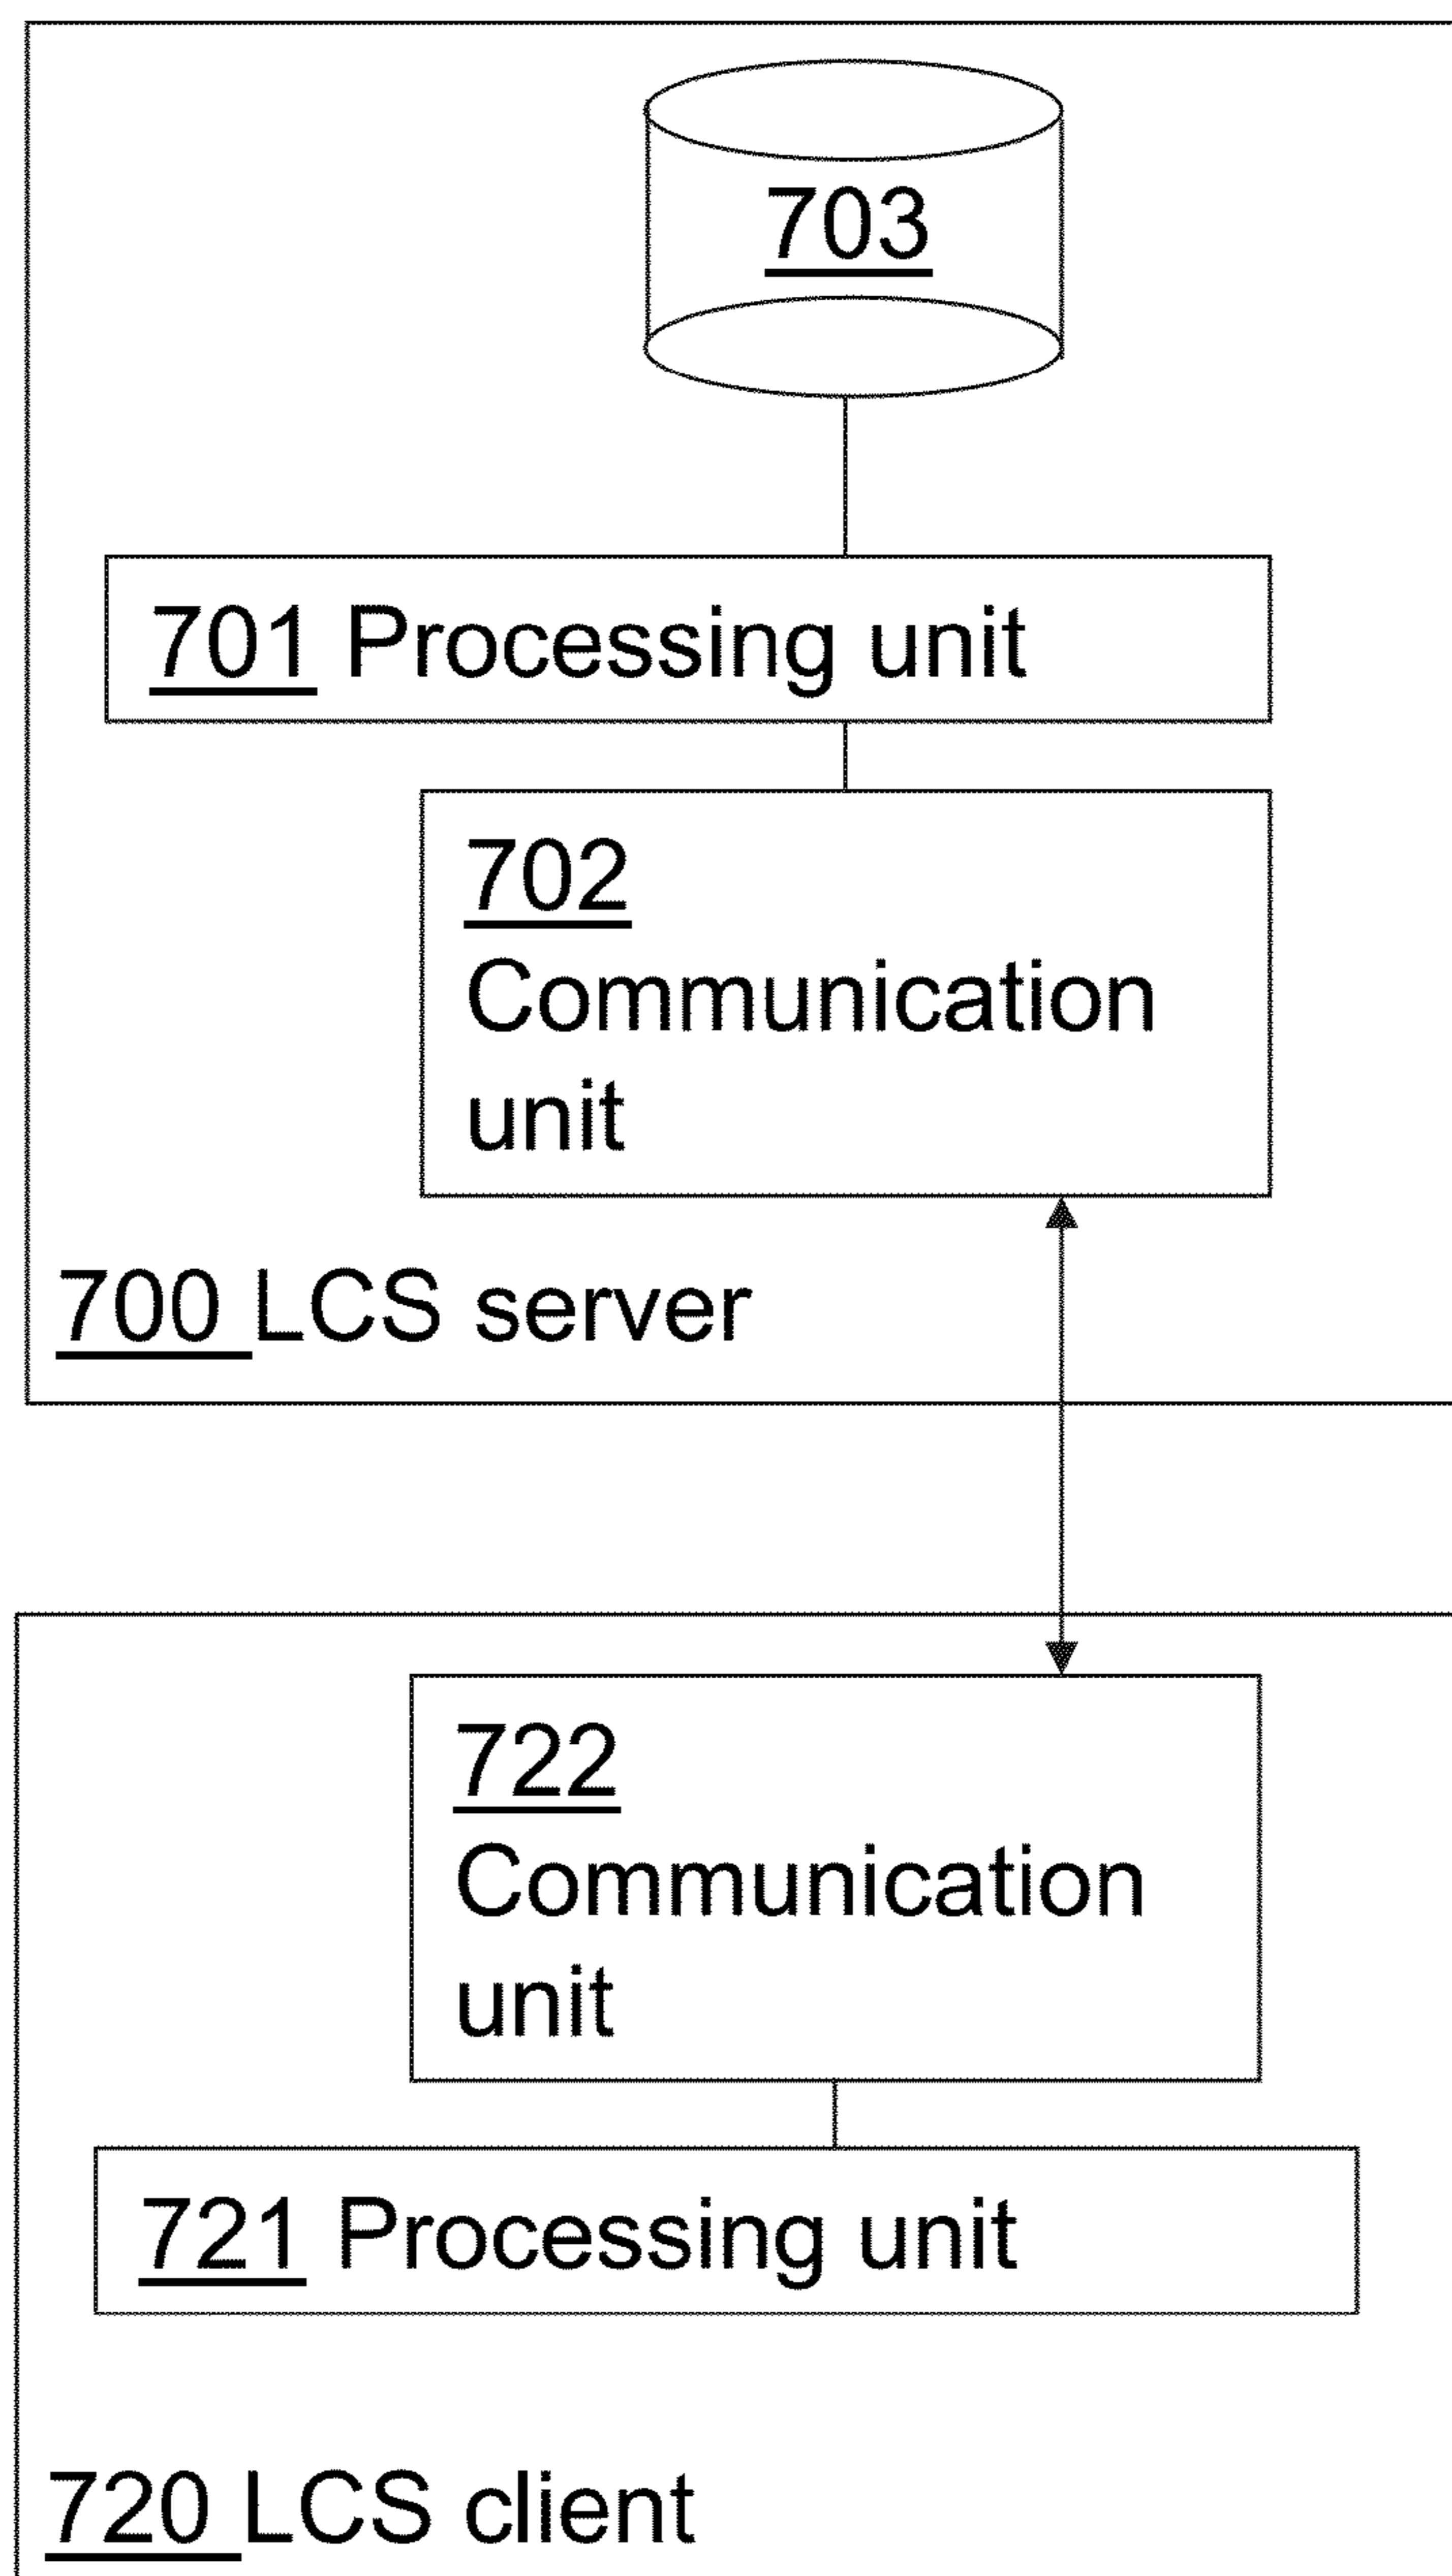 703
701 Processing unit
702
Communication
unit
700 LCS server
722
Communication
unit
721 Processing unit
720 LCS client